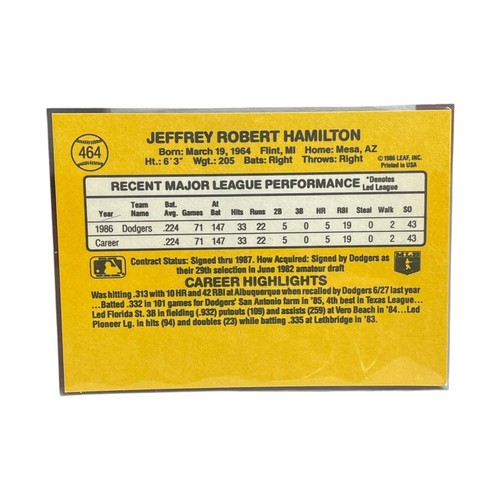 464
JEFFREY ROBERT HAMILTON
Born: March 19, 1964 Flint, MI Home: Mesa, AZ
Ht.: 6'3" Wgt.: 205 Bats: Right Throws: Right
©1986 LEAF, INC.
Printed in USA
RECENT MAJOR LEAGUE PERFORMANCE *Denotes Led League
Year Team Name Bat. Avg. Games At Bat Hits Runs 2B 3B HR RBI Steal Walk SO
1986 Dodgers .224 71 147 33 22 5 0 5 19 0 2 43
Career .224 71 147 33 22 5 0 5 19 0 2 43
Contract Status: Signed thru 1987. How Acquired: Signed by Dodgers as
their 29th selection in June 1982 amateur draft
CAREER HIGHLIGHTS
Was hitting .313 with 10 HR and 42 RBI at Albuquerque when recalled by Dodgers 6/27 last year-
...Batted .332 in 101 games for Dodgers' San Antonio farm in '85, 4th best in Texas League...
Led Florida St. 3B in fielding (.932) putouts (109) and assists (259) at Vero Beach in '84...Led
Pioneer Lg. in hits (94) and doubles (23) while batting .335 at Lethbridge in '83.